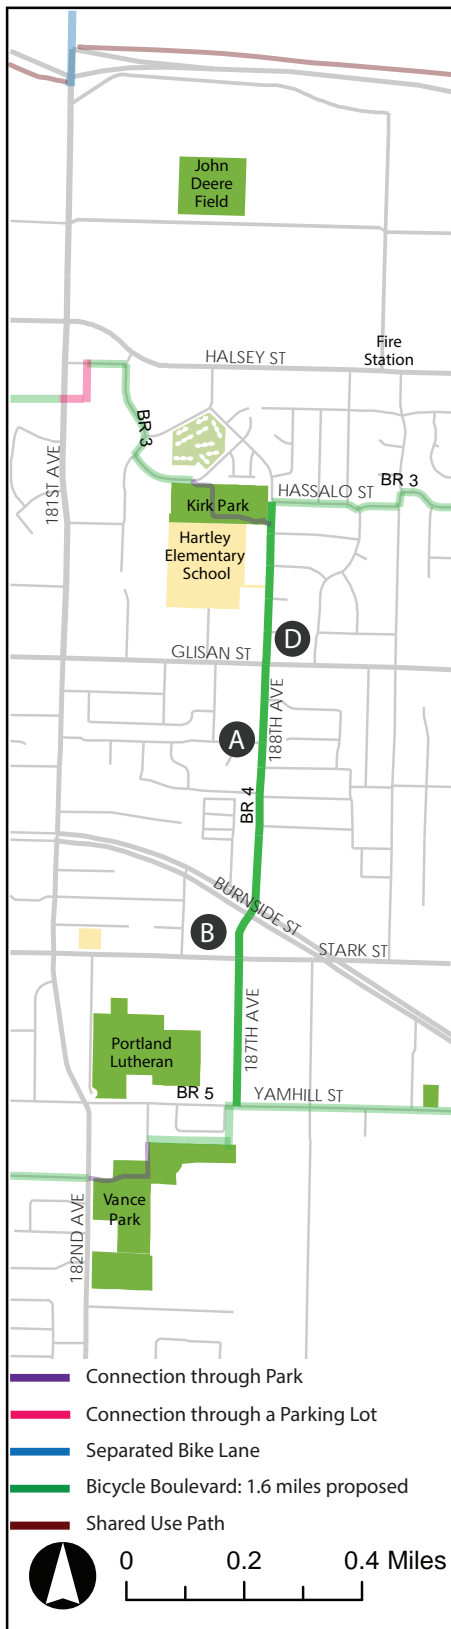 John
Deere
Field
Fire
Station
HALSEY ST
BR 3
181ST AVE
HASSALO ST
BR 3
Kirk Park
Hartley
Elementary
School
D
GLISAN ST
188TH AVE
A
BR 4
BURNSIDE ST
B
STARK ST
187TH AVE
Portland
Lutheran
BR 5
YAMHILL ST
Vance
Park
182ND AVE
Connection through Park
Connection through a Parking Lot
Separated Bike Lane
Bicycle Boulevard: 1.6 miles proposed
Shared Use Path
0 0.2 0.4 Miles